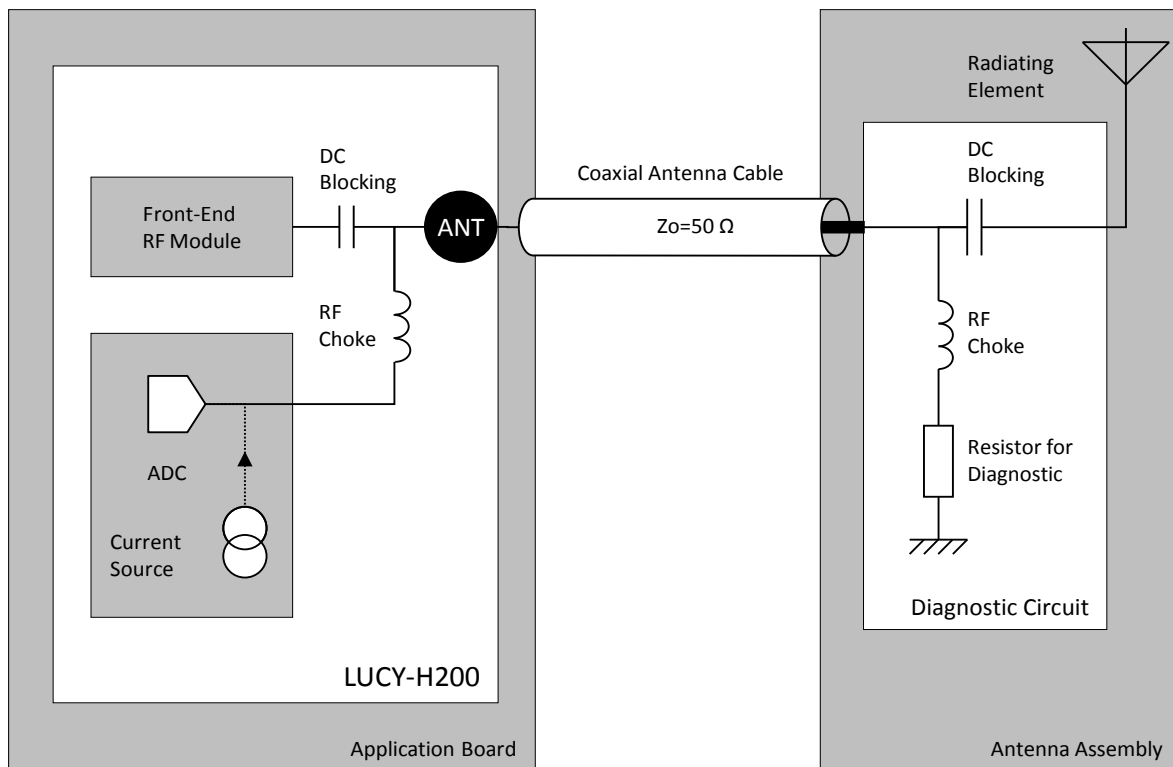 DC
Blocking
Front-End
RF Module
ANT
RF
Choke
ADC
Current
Source
LUCY-H200
Application Board
Coaxial Antenna Cable
Zo=50 Ω
Radiating
Element
DC
Blocking
RF
Choke
Resistor for
Diagnostic
Diagnostic Circuit
Antenna Assembly